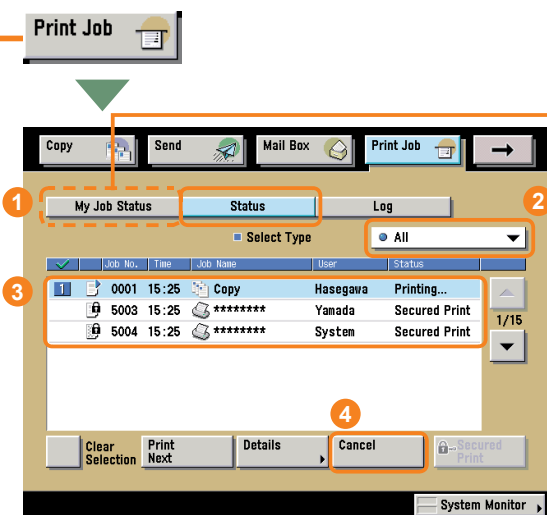 Print Job
Copy Send Mail Box Print Job →
1 My Job Status Status Log 2
Select Type All
Job No. Time Job Name User Status
3 1 0001 15:25 Copy Hasegawa Printing...
5003 15:25 ******** Yamada Secured Print
5004 15:25 ******** System Secured Print
1/15
4
Clear Selection Print Next Details Cancel Secured Print
System Monitor